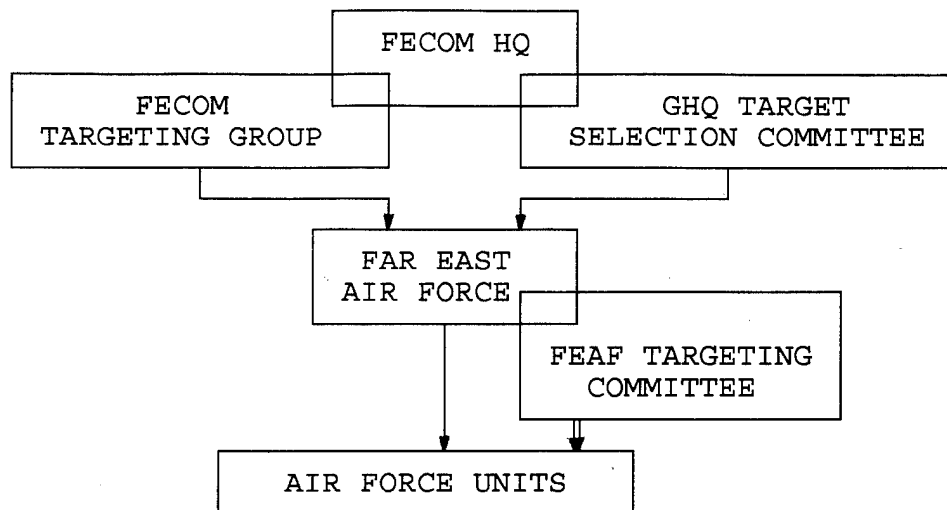 FECOM HQ
FECOM
TARGETING GROUP
GHQ TARGET
SELECTION COMMITTEE
FAR EAST
AIR FORCE
FEAF TARGETING
COMMITTEE
AIR FORCE UNITS